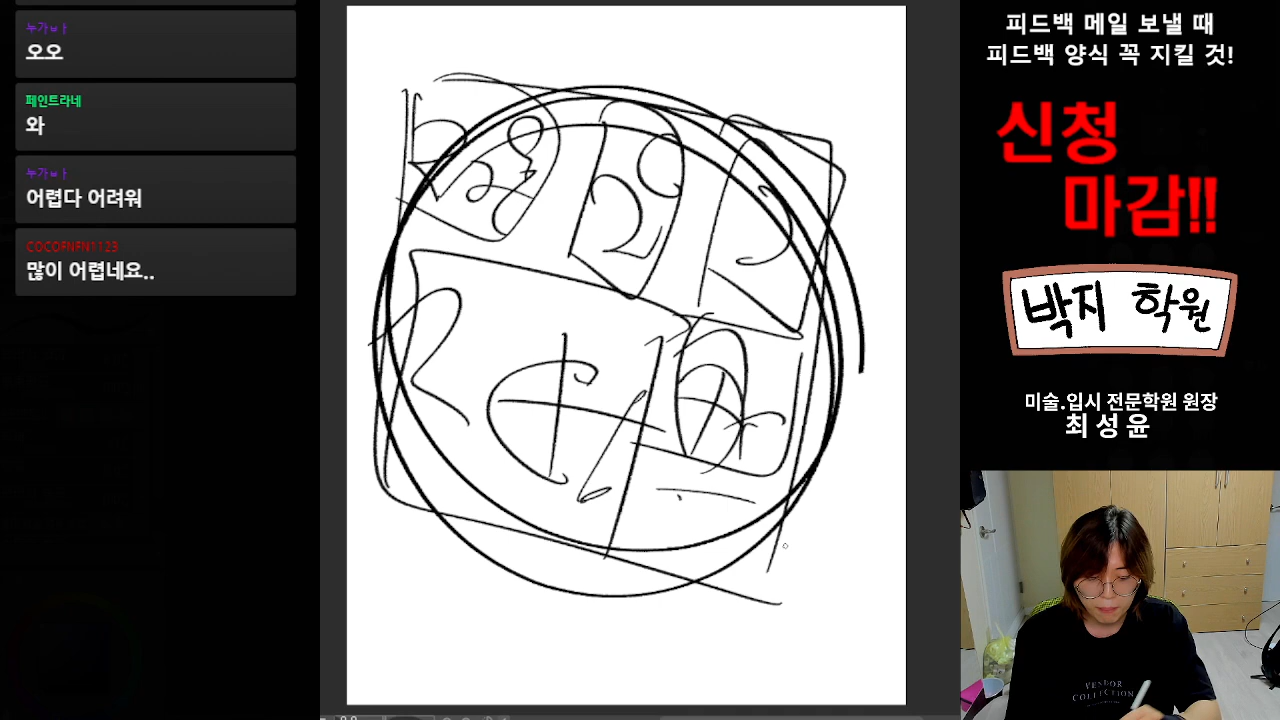 누가ㅂㅏ
오오
페인트라네
와
누가ㅂㅏ
어렵다 어려워
COCOFNFN1123
많이 어렵네요..
피드백 메일 보낼 때
피드백 양식 꼭 지킬 것!
신청
마감!!
박지 학원
미술.입시 전문학원 원장
최 성 윤
VENDOR
COLLECTION